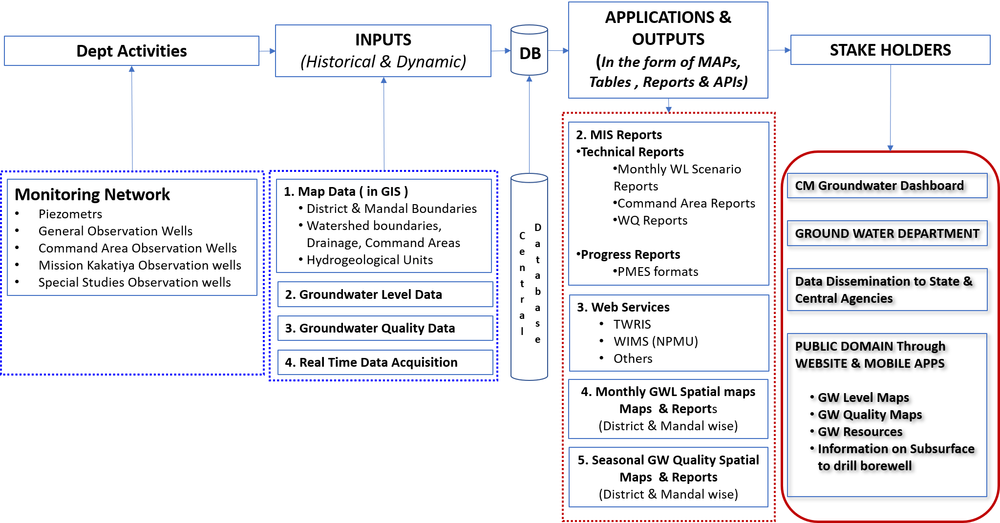 Dept Activities
INPUTS
(Historical & Dynamic)
DB
APPLICATIONS &
OUTPUTS
(In the form of MAPs,
Tables , Reports & APIs)
STAKE HOLDERS
Monitoring Network
• Piezometrs
• General Observation Wells
• Command Area Observation Wells
• Mission Kakatiya Observation wells
• Special Studies Observation wells
1. Map Data ( in GIS )
• District & Mandal Boundaries
• Watershed boundaries,
Drainage, Command Areas
• Hydrogeological Units
2. Groundwater Level Data
3. Groundwater Quality Data
4. Real Time Data Acquisition
Central
Database
2. MIS Reports
•Technical Reports
•Monthly WL Scenario
Reports
•Command Area Reports
•WQ Reports
•Progress Reports
•PMES formats
3. Web Services
• TWRIS
• WIMS (NPMU)
• Others
4. Monthly GWL Spatial maps
Maps & Reports
(District & Mandal wise)
5. Seasonal GW Quality Spatial
Maps & Reports
(District & Mandal wise)
CM Groundwater Dashboard
GROUND WATER DEPARTMENT
Data Dissemination to State &
Central Agencies
PUBLIC DOMAIN Through
WEBSITE & MOBILE APPS
• GW Level Maps
• GW Quality Maps
• GW Resources
• Information on Subsurface
to drill borewell